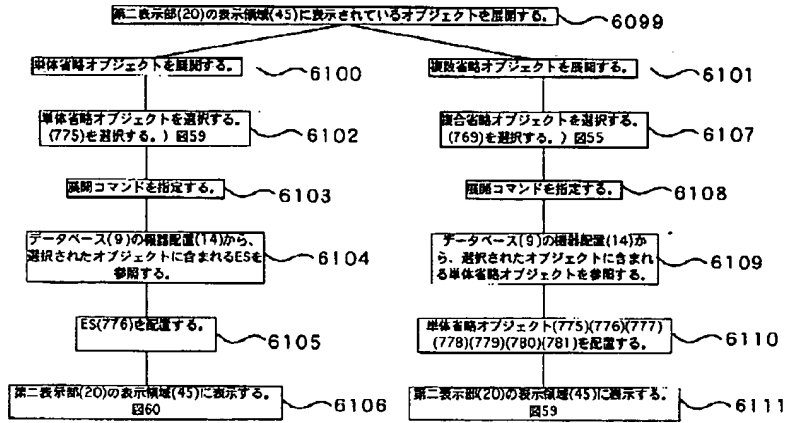 第二表示部(20)の表示領域(45)に表示されているオブジェクトを展開する。
6099
単体省略オブジェクトを展開する。
6100
複数省略オブジェクトを展開する。
6101
単体省略オブジェクトを選択する。
(775)を選択する。) 図59
6102
複合省略オブジェクトを選択する。
(769)を選択する。) 図55
6107
展開コマンドを指定する。
6103
展開コマンドを指定する。
6108
データベース(9)の機器配置(14)から、
選択されたオブジェクトに含まれるESを
参照する。
6104
データベース(9)の機器配置(14)か
ら、選択されたオブジェクトに含まれ
る単体省略オブジェクトを参照する。
6109
ES(776)を配置する。
6105
単体省略オブジェクト(775)(776)(777)
(778)(779)(780)(781)を配置する。
6110
第二表示部(20)の表示領域(45)に表示する。
図60
6106
第二表示部(20)の表示領域(45)に表示する。
図59
6111